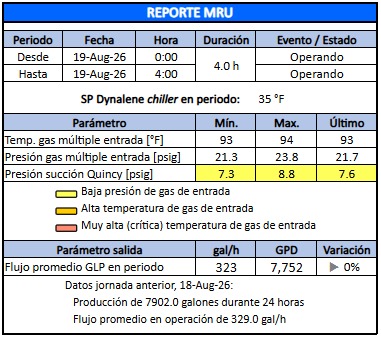 REPORTE MRU
Periodo Fecha Hora Duración Evento / Estado
Desde 19-Aug-26 0:00 4.0 h Operando
Hasta 19-Aug-26 4:00 Operando
SP Dynalene chiller en periodo: 35 °F
Parámetro Mín. Max. Último
Temp. gas múltiple entrada [°F] 93 94 93
Presión gas múltiple entrada [psig] 21.3 23.8 21.7
Presión succión Quincy [psig] 7.3 8.8 7.6
Baja presión de gas de entrada
Alta temperatura de gas de entrada
Muy alta (crítica) temperatura de gas de entrada
Parámetro salida gal/h GPD Variación
Flujo promedio GLP en periodo 323 7,752 ▶ 0%
Datos jornada anterior, 18-Aug-26:
Producción de 7902.0 galones durante 24 horas
Flujo promedio en operación de 329.0 gal/h